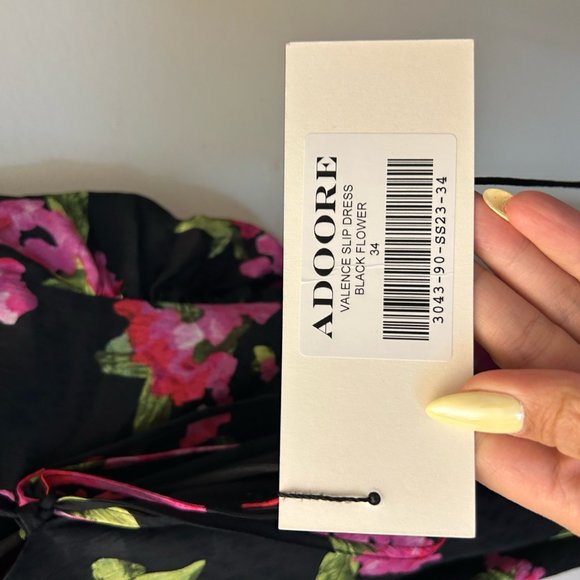 ADOORE
VALENCE SLIP DRESS
BLACK FLOWER
34
3043-90-SS23-34